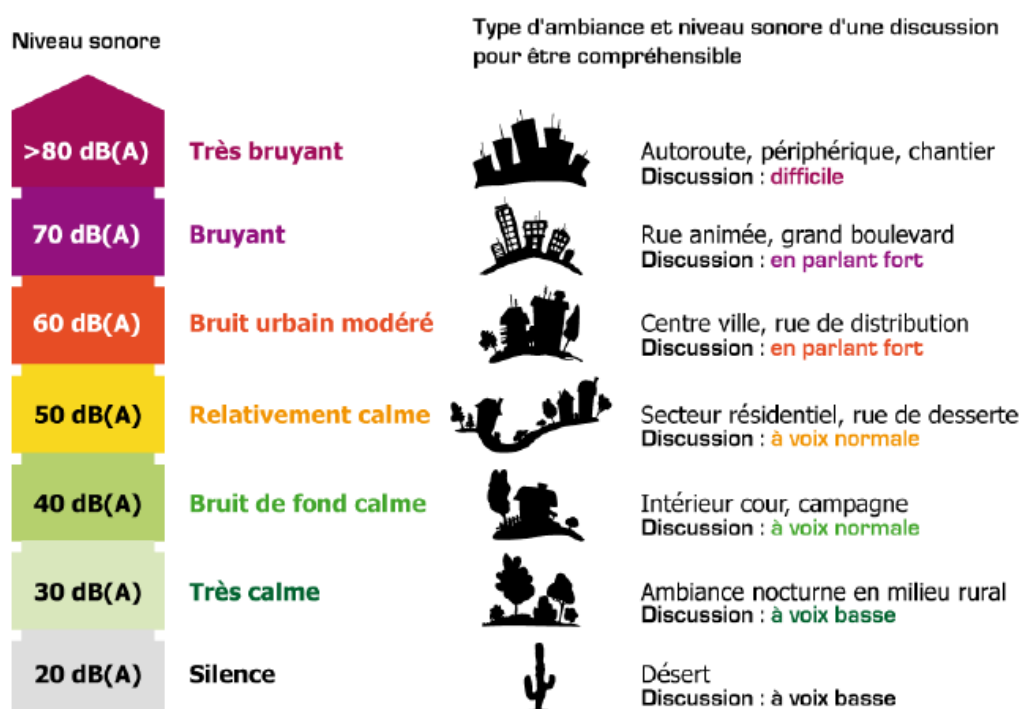 Niveau sonore
Type d'ambiance et niveau sonore d'une discussion
pour être compréhensible
>80 dB(A)
Très bruyant
Autoroute, périphérique, chantier
Discussion : difficile
70 dB(A)
Bruyant
Rue animée, grand boulevard
Discussion : en parlant fort
60 dB(A)
Bruit urbain modéré
Centre ville, rue de distribution
Discussion : en parlant fort
50 dB(A)
Relativement calme
Secteur résidentiel, rue de desserte
Discussion : à voix normale
40 dB(A)
Bruit de fond calme
Intérieur cour, campagne
Discussion : à voix normale
30 dB(A)
Très calme
Ambiance nocturne en milieu rural
Discussion : à voix basse
20 dB(A)
Silence
Désert
Discussion : à voix basse